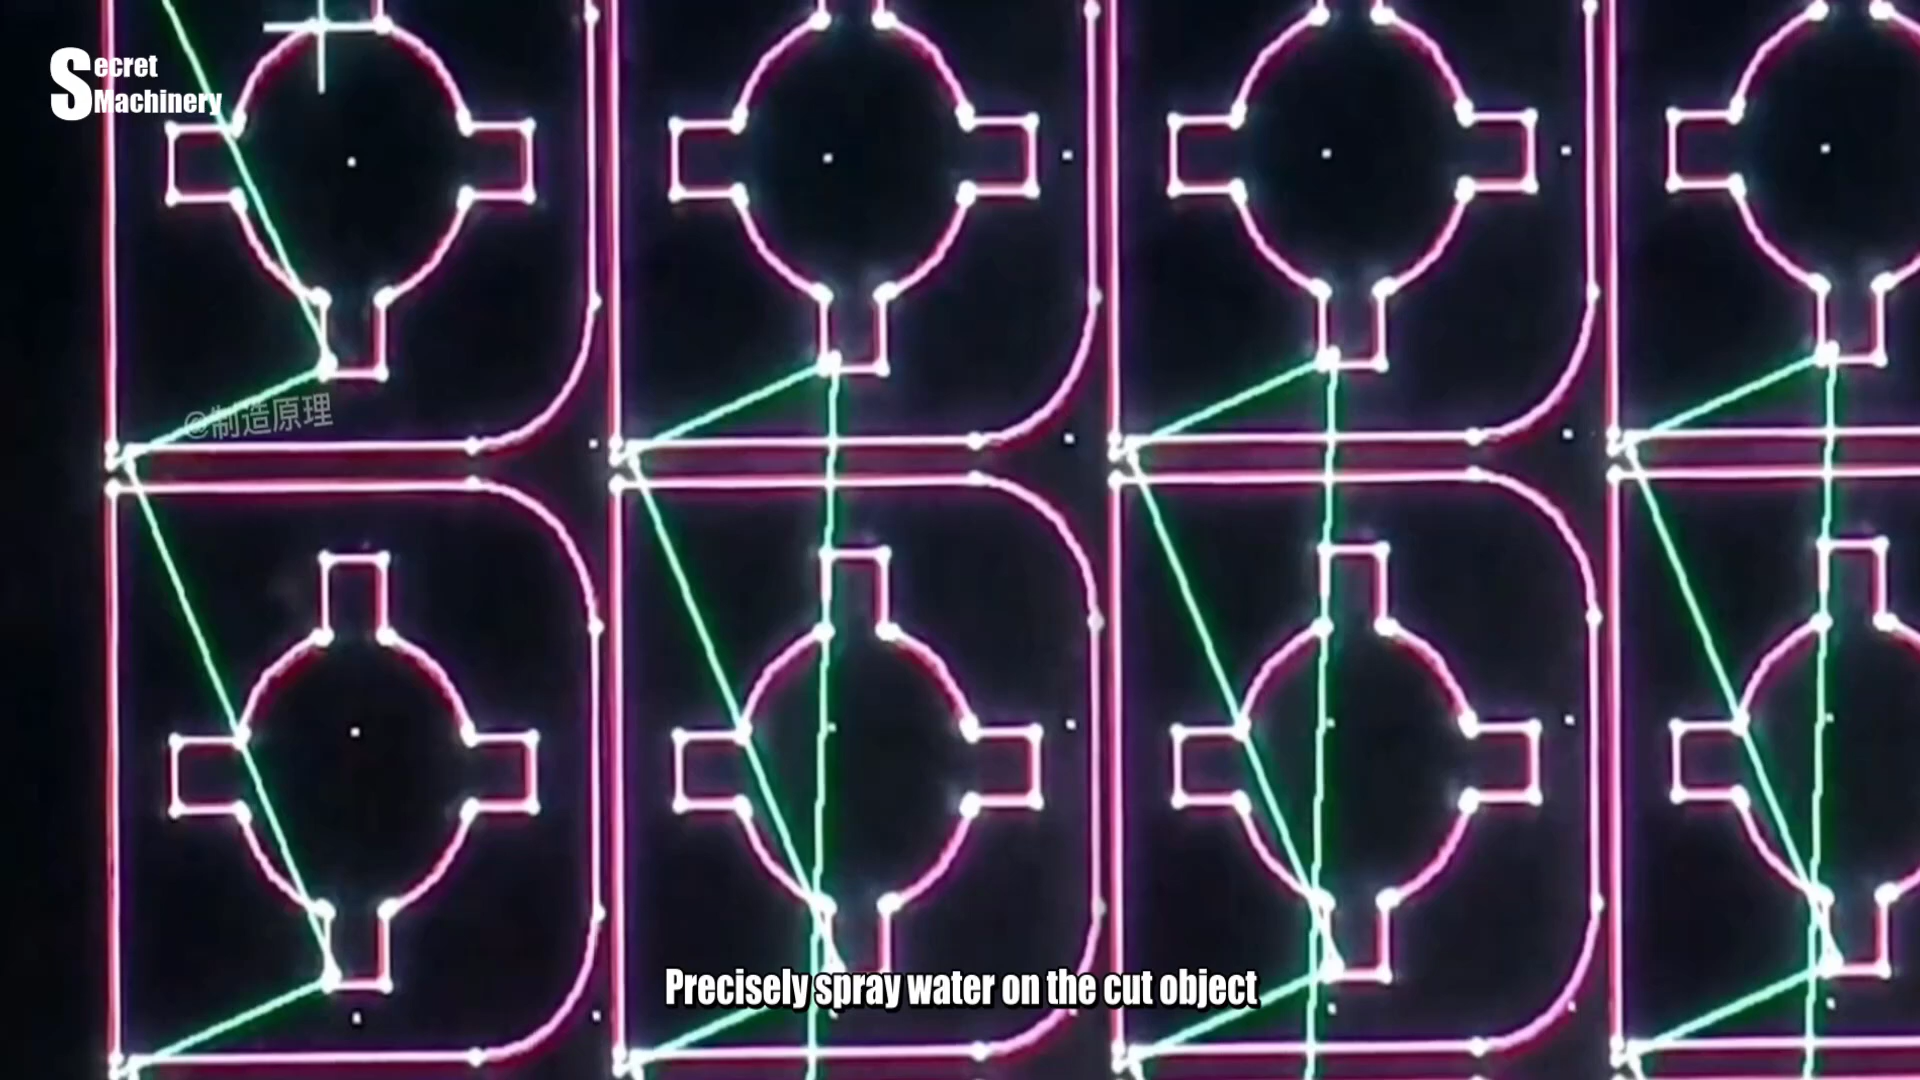 Secret
Machinery
@制造原理
Precisely spray water on the cut object